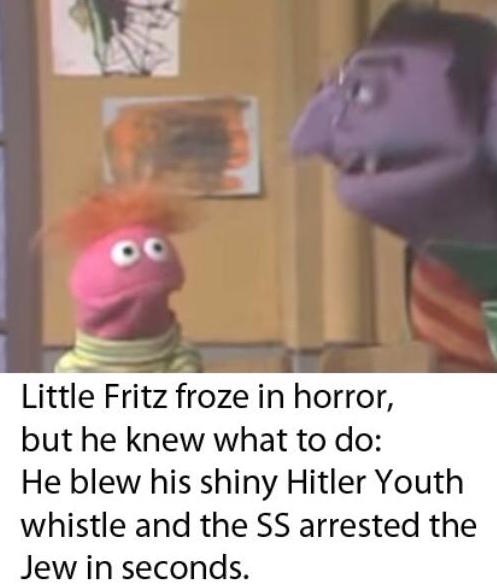 Little Fritz froze in horror,
but he knew what to do:
He blew his shiny Hitler Youth
whistle and the SS arrested the
Jew in seconds.